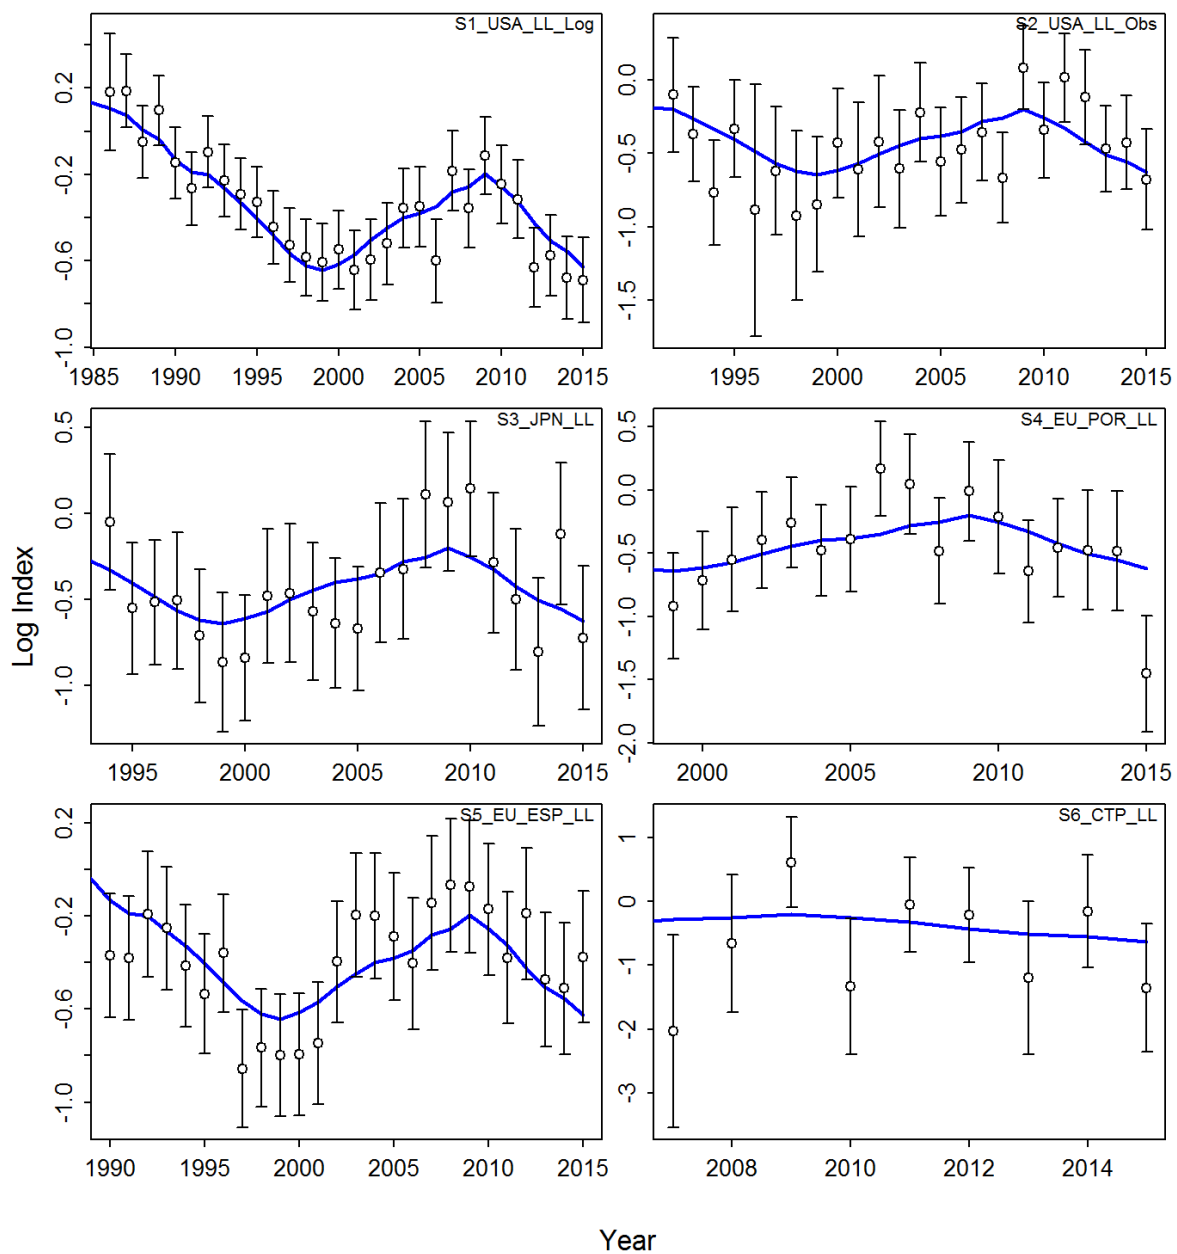 S1_USA_LL_Log
0.2
-0.2
-0.6
-1.0
1985 1990 1995 2000 2005 2010 2015
S2_USA_LL_Obs
0.0
-0.5
-1.0
-1.5
1995 2000 2005 2010 2015
S3_JPN_LL
0.5
0.0
-0.5
-1.0
1995 2000 2005 2010 2015
S4_EU_POR_LL
0.5
0.0
-0.5
-1.0
-1.5
-2.0
2000 2005 2010 2015
S5_EU_ESP_LL
0.2
-0.2
-0.6
-1.0
1990 1995 2000 2005 2010 2015
S6_CTP_LL
1
0
-1
-2
-3
2008 2010 2012 2014
Log Index
Year